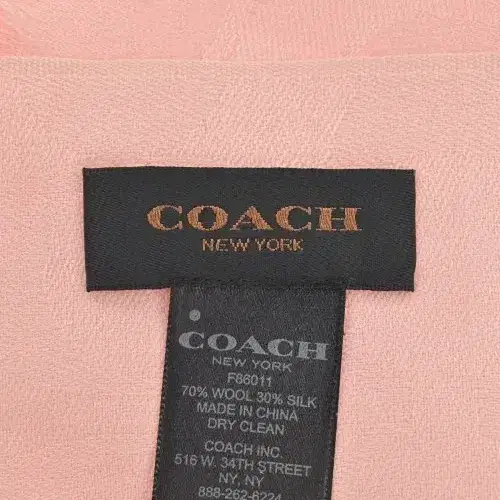 COACH
NEW YORK
COACH
NEW YORK
F86011
70% WOOL 30% SILK
MADE IN CHINA
DRY CLEAN
COACH INC.
516 W. 34TH STREET
NY, NY
888-262-6224